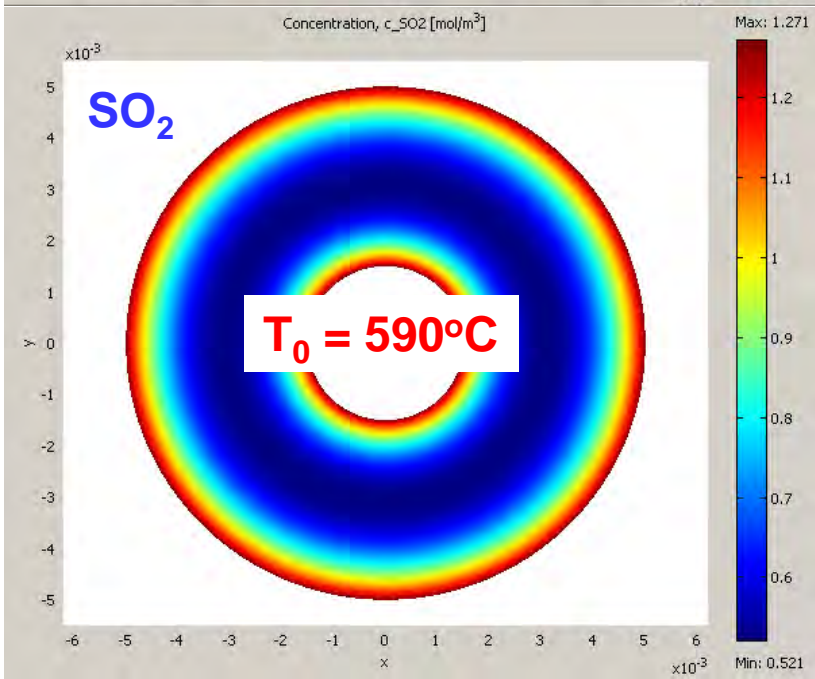 Concentration, c_SO2 [mol/m³]
Max: 1.271
x10⁻³
SO₂
T₀ = 590°C
5
4
3
2
1
0
-1
-2
-3
-4
-5
y
-6 -5 -4 -3 -2 -1 0 1 2 3 4 5 6
x
x10⁻³
1.2
1.1
1
0.9
0.8
0.7
0.6
Min: 0.521